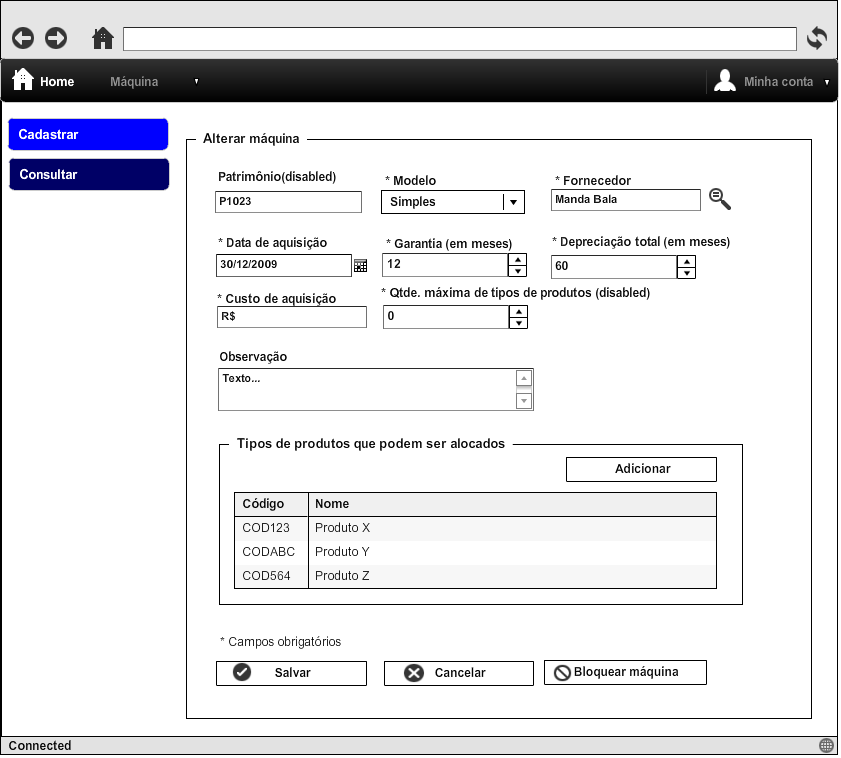 Home Máquina Minha conta
Cadastrar
Consultar
Alterar máquina
Patrimônio(disabled) * Modelo * Fornecedor
P1023 Simples Manda Bala
* Data de aquisição * Garantia (em meses) * Depreciação total (em meses)
30/12/2009 12 60
* Custo de aquisição * Qtde. máxima de tipos de produtos (disabled)
R$ 0
Observação
Texto...
Tipos de produtos que podem ser alocados
Adicionar
Código Nome
COD123 Produto X
CODABC Produto Y
COD564 Produto Z
* Campos obrigatórios
Salvar Cancelar Bloquear máquina
Connected